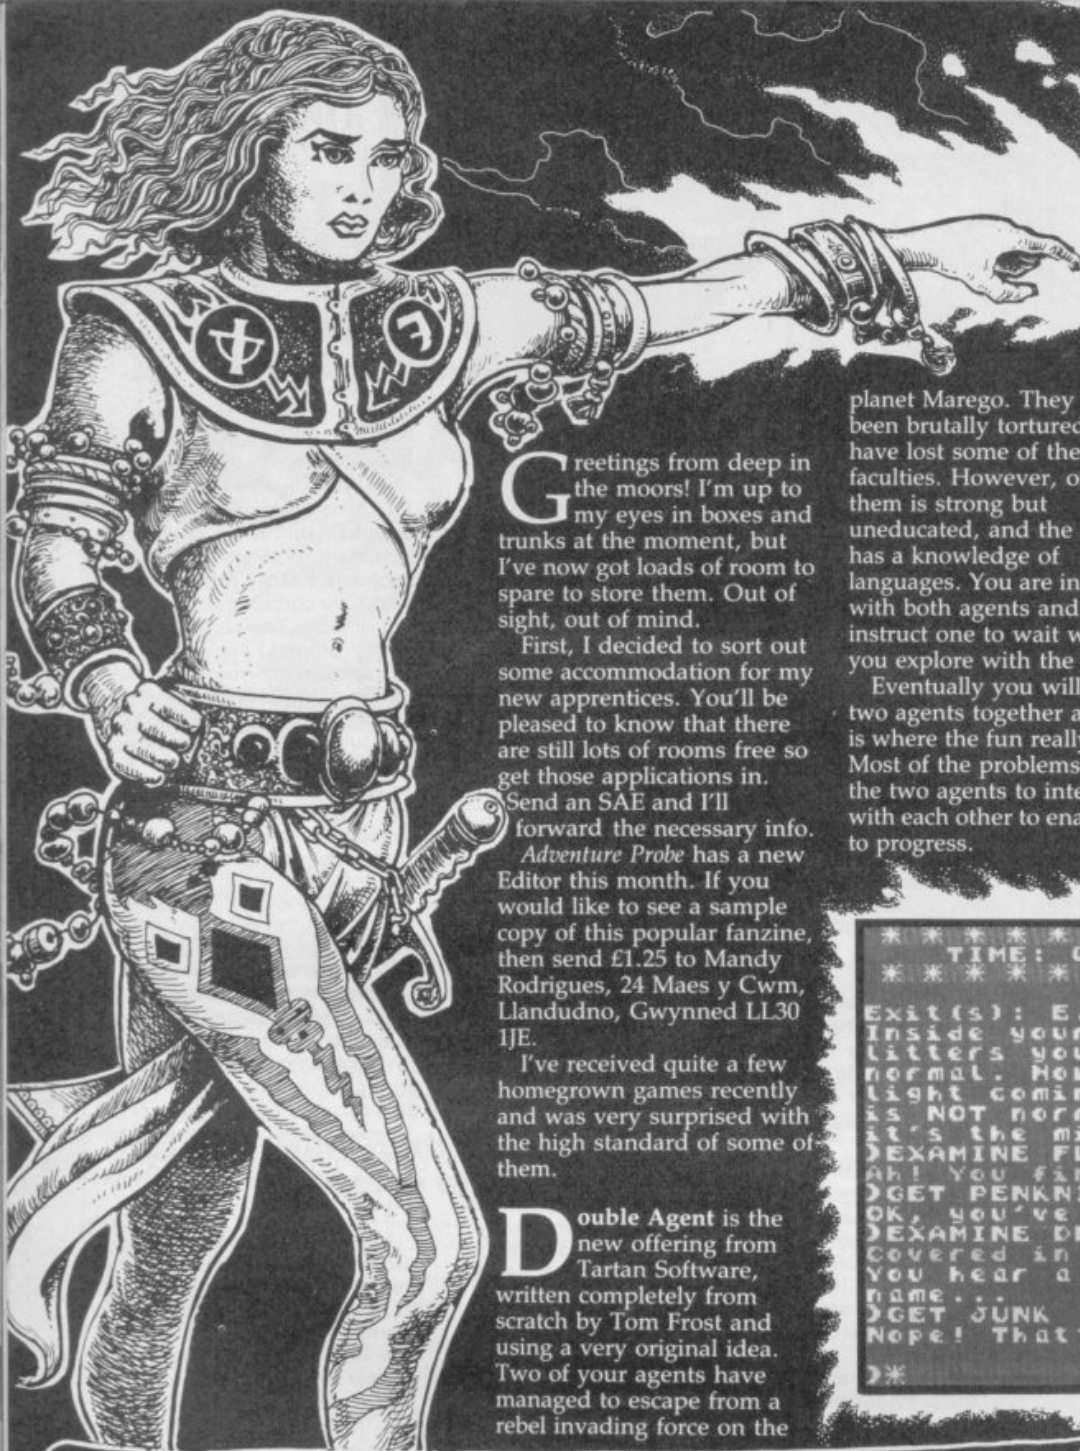 Greetings from deep in
the moors! I'm up to
my eyes in boxes and
trunks at the moment, but
I've now got loads of room to
spare to store them. Out of
sight, out of mind.
First, I decided to sort out
some accommodation for my
new apprentices. You'll be
pleased to know that there
are still lots of rooms free so
get those applications in.
Send an SAE and I'll
forward the necessary info.
Adventure Probe has a new
Editor this month. If you
would like to see a sample
copy of this popular fanzine,
then send £1.25 to Mandy
Rodrigues, 24 Maes y Cwm,
Llandudno, Gwynned LL30
1JE.
I've received quite a few
homegrown games recently
and was very surprised with
the high standard of some of
them.
Double Agent is the
new offering from
Tartan Software,
written completely from
scratch by Tom Frost and
using a very original idea.
Two of your agents have
managed to escape from a
rebel invading force on the
planet Marego. They
been brutally tortured
have lost some of
faculties. However,
them is strong but
uneducated, and the
has a knowledge of
languages. You are in
with both agents and
instruct one to wait
you explore with the
Eventually you will
two agents together
is where the fun really
Most of the problems
the two agents to
with each other to
to progress.
* * * * *
TIME:
* * * * *
Exit(s): E
Inside your
litters you
normal.
light
is NOT
it's the
>EXAMINE
Ah! You
>GET
OK, you've
>EXAMINE
Covered in
You hear a
name...
>GET JUNK
Nope!
>*